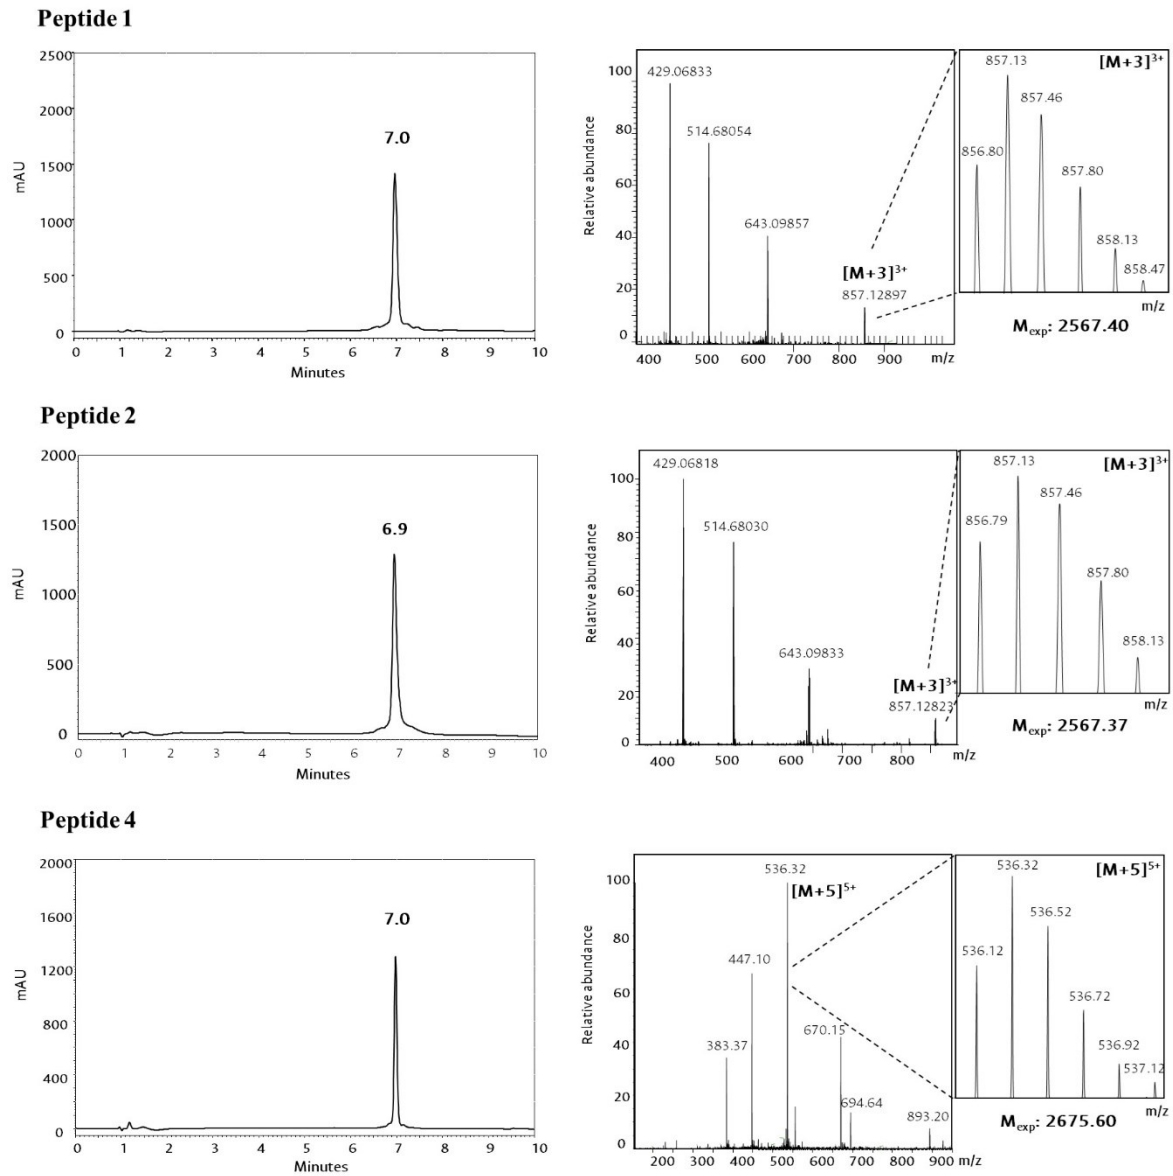 Peptide 1
2500
2000
1500
1000
500
0
mAU
7.0
0 1 2 3 4 5 6 7 8 9 10
Minutes
100
80
60
40
20
0
Relative abundance
429.06833
514.68054
643.09857
[M+3]³⁺
857.12897
400 500 600 700 800 900 m/z
857.13 [M+3]³⁺
857.46
856.80
857.80
858.13
858.47
m/z
Mexp: 2567.40
Peptide 2
2000
1500
1000
500
0
mAU
6.9
0 1 2 3 4 5 6 7 8 9 10
Minutes
100
80
60
40
20
0
Relative abundance
429.06818
514.68030
643.09833
[M+3]³⁺
857.12823
400 500 600 700 800 m/z
857.13 [M+3]³⁺
857.46
856.79
857.80
858.13
m/z
Mexp: 2567.37
Peptide 4
2000
1600
1200
800
400
0
mAU
7.0
0 1 2 3 4 5 6 7 8 9 10
Minutes
100
80
60
40
20
0
Relative abundance
536.32
[M+5]⁵⁺
447.10
670.15
383.37
694.64
893.20
200 300 400 500 600 700 800 900 m/z
536.32 [M+5]⁵⁺
536.52
536.12
536.72
536.92
537.12
m/z
Mexp: 2675.60